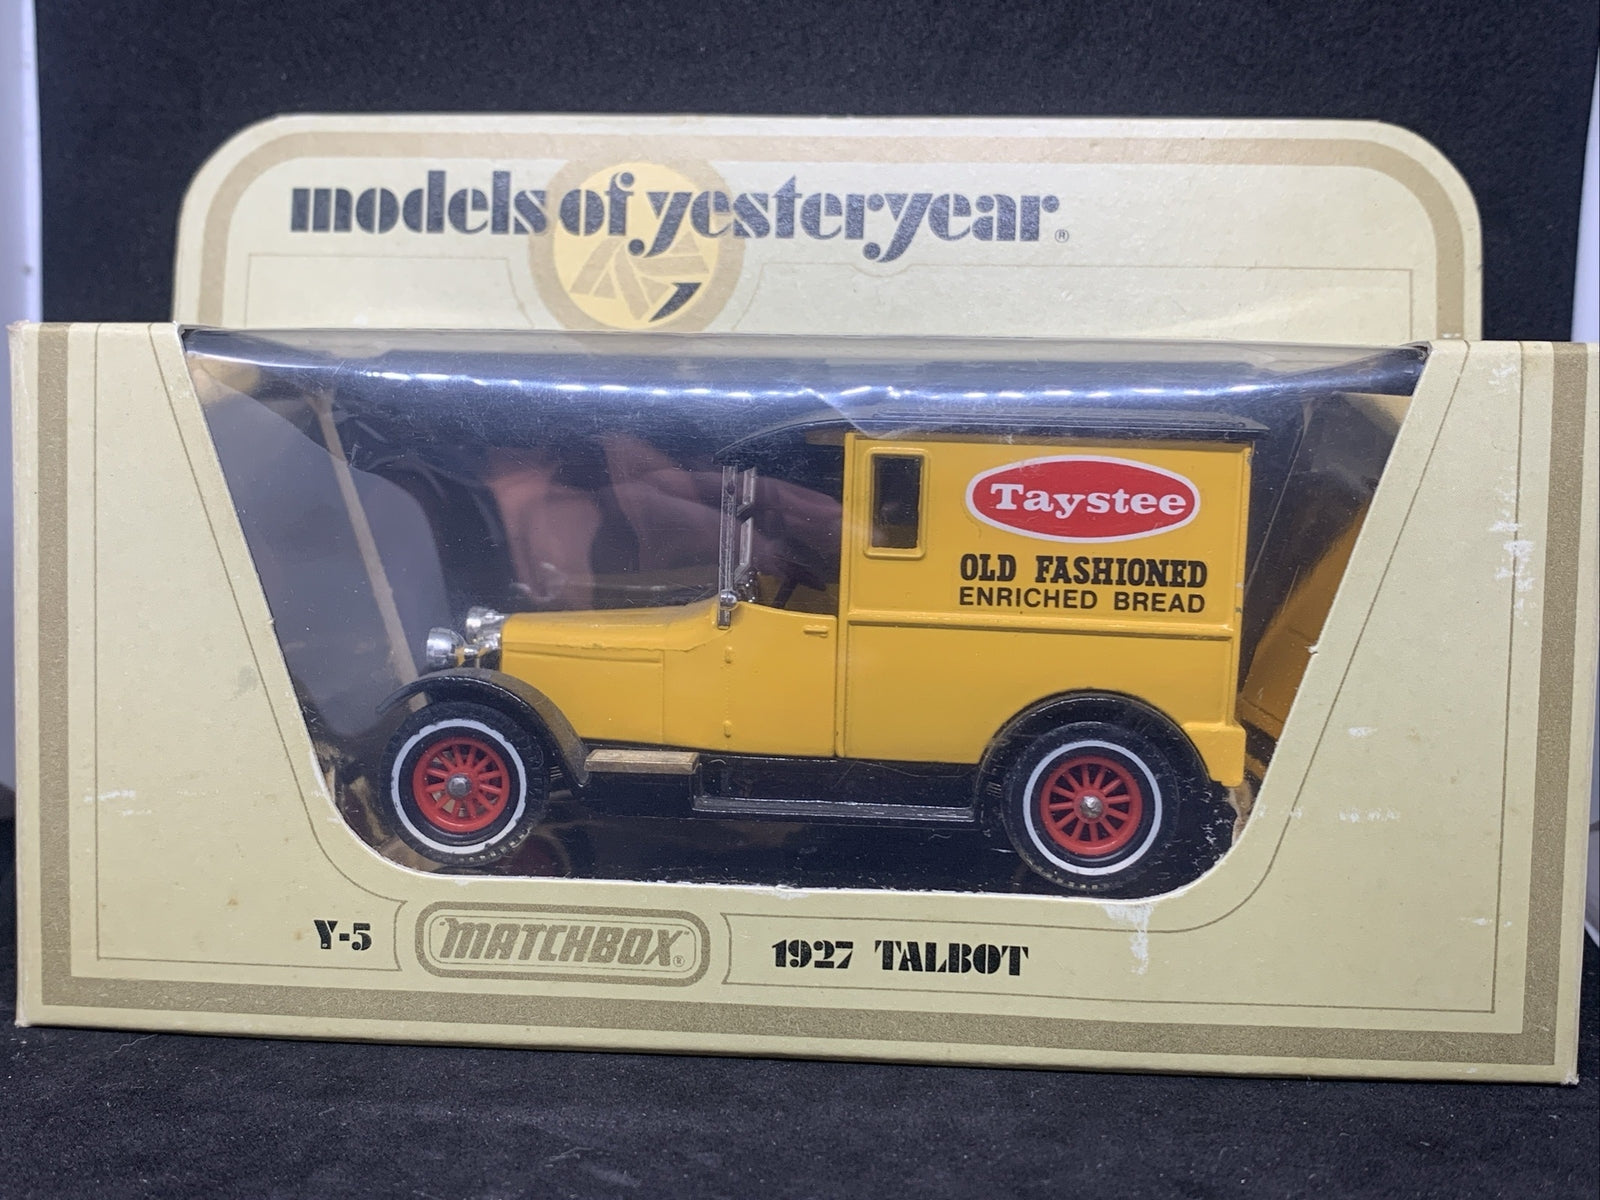 models of yesteryear®
Taystee
OLD FASHIONED
ENRICHED BREAD
Y-5
"MATCHBOX"®
1927 TALBOT